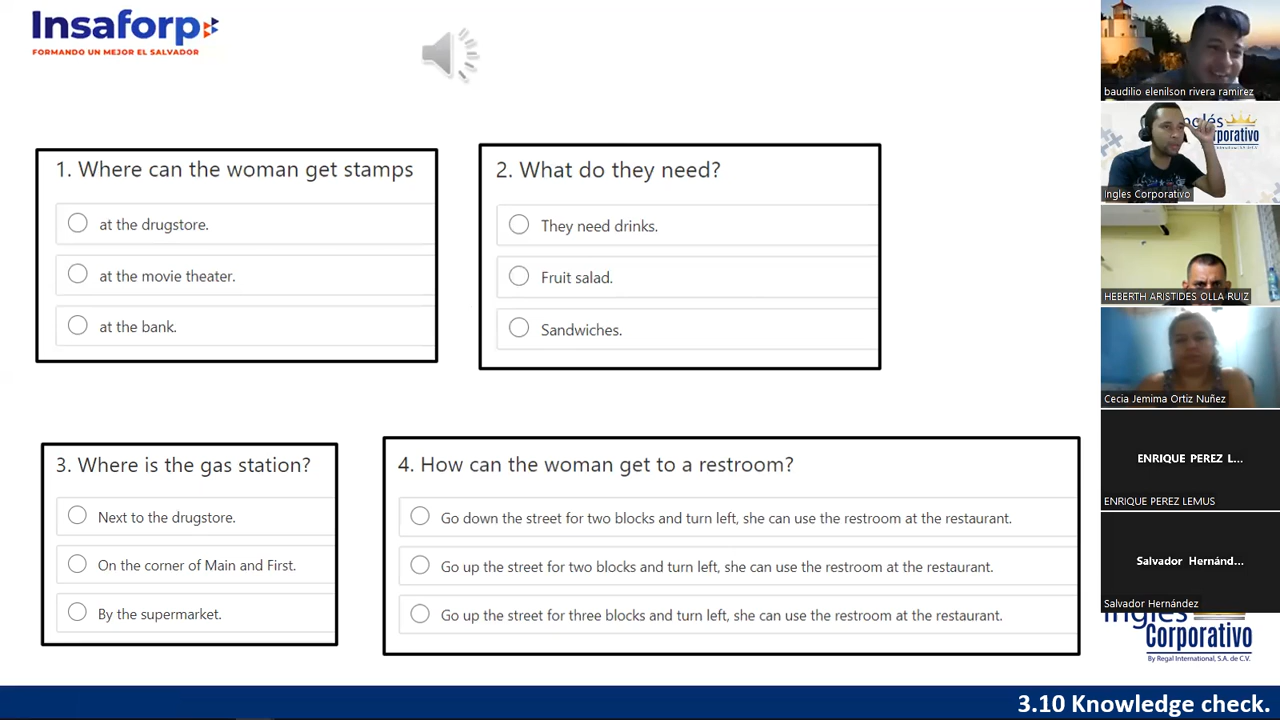 Insaforp
FORMANDO UN MEJOR EL SALVADOR
1. Where can the woman get stamps
at the drugstore.
at the movie theater.
at the bank.
2. What do they need?
They need drinks.
Fruit salad.
Sandwiches.
3. Where is the gas station?
Next to the drugstore.
On the corner of Main and First.
By the supermarket.
4. How can the woman get to a restroom?
Go down the street for two blocks and turn left, she can use the restroom at the restaurant.
Go up the street for two blocks and turn left, she can use the restroom at the restaurant.
Go up the street for three blocks and turn left, she can use the restroom at the restaurant.
baudilio elenilson rivera ramirez
Ingles Corporativo
HEBERTH ARISTIDES OLLA RUIZ
Cecia Jemima Ortiz Nuñez
ENRIQUE PEREZ L...
ENRIQUE PEREZ LEMUS
Salvador Hernánd...
Salvador Hernández
Corporativo
By Regal International, S.A. de C.V.
3.10 Knowledge check.